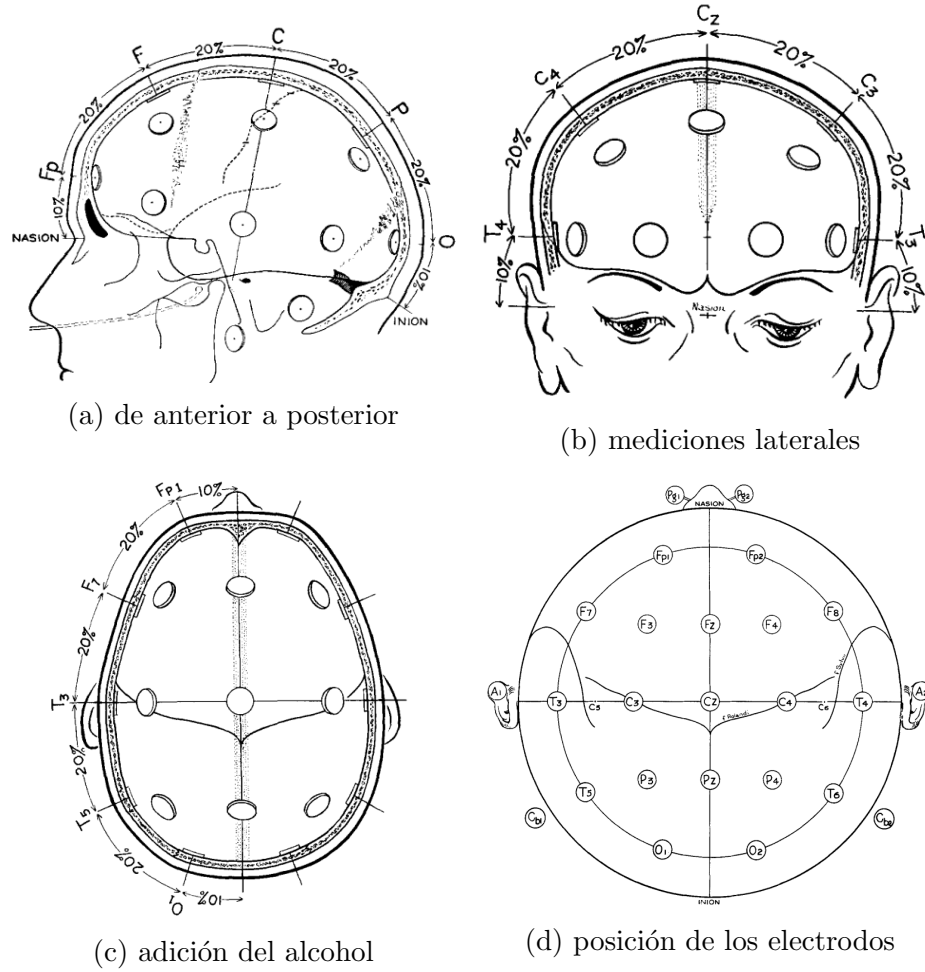 C
F
20%
20%
20%
P
Fp
20%
10%
NASION
O
10%
INION
(a) de anterior a posterior
Cz
20%
20%
C4
C3
20%
20%
T4
T3
10%
10%
Nasion
(b) mediciones laterales
Fp1
10%
20%
F7
20%
T3
20%
T5
20%
O1
10%
(c) adición del alcohol
Pg1
NASION
Pg2
Fp1
Fp2
F7
F8
F3
FZ
F4
A1
T3
C5
C3
CZ
C4
C6
T4
A2
F. Rolandi
T5
P3
PZ
P4
T6
Cb1
Cb2
O1
O2
INION
(d) posición de los electrodos